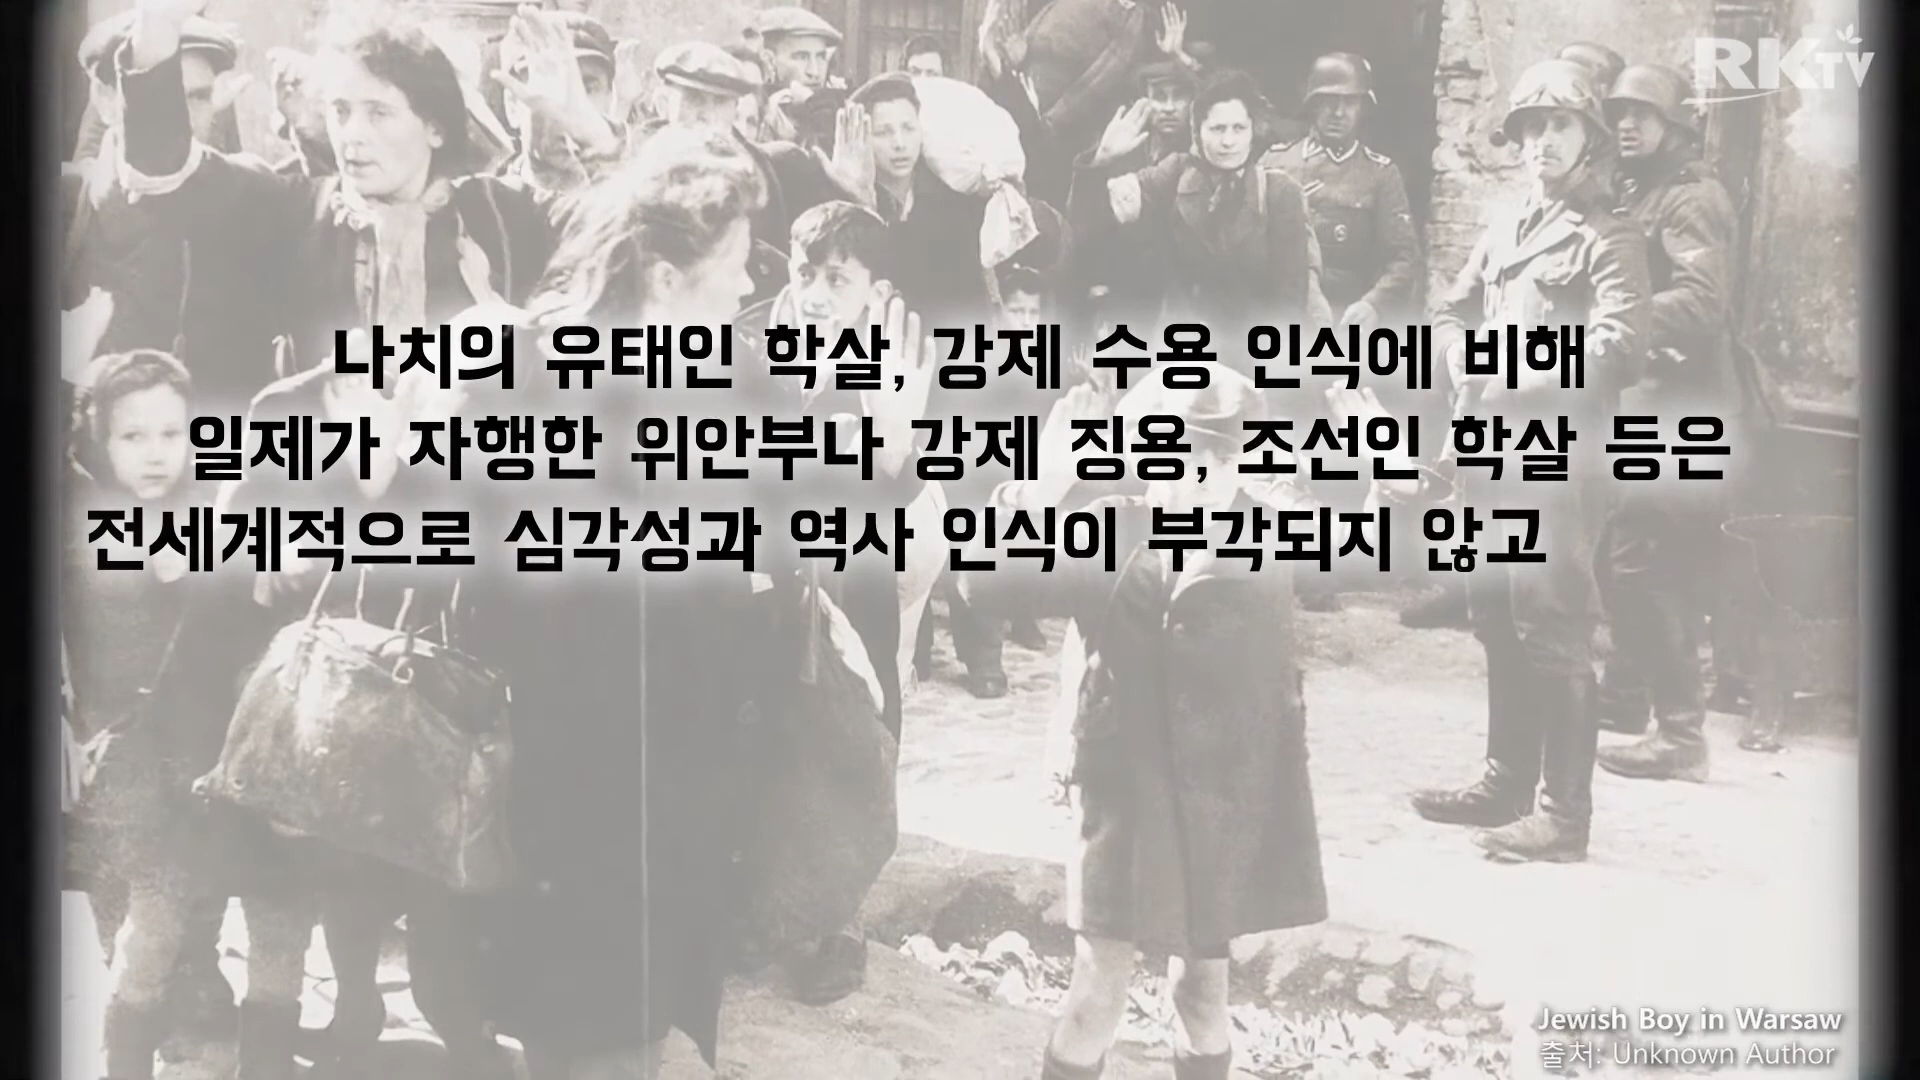 RKTV
나치의 유태인 학살, 강제 수용 인식에 비해
일제가 자행한 위안부나 강제 징용, 조선인 학살 등은
전세계적으로 심각성과 역사 인식이 부각되지 않고
Jewish Boy in Warsaw
출처: Unknown Author